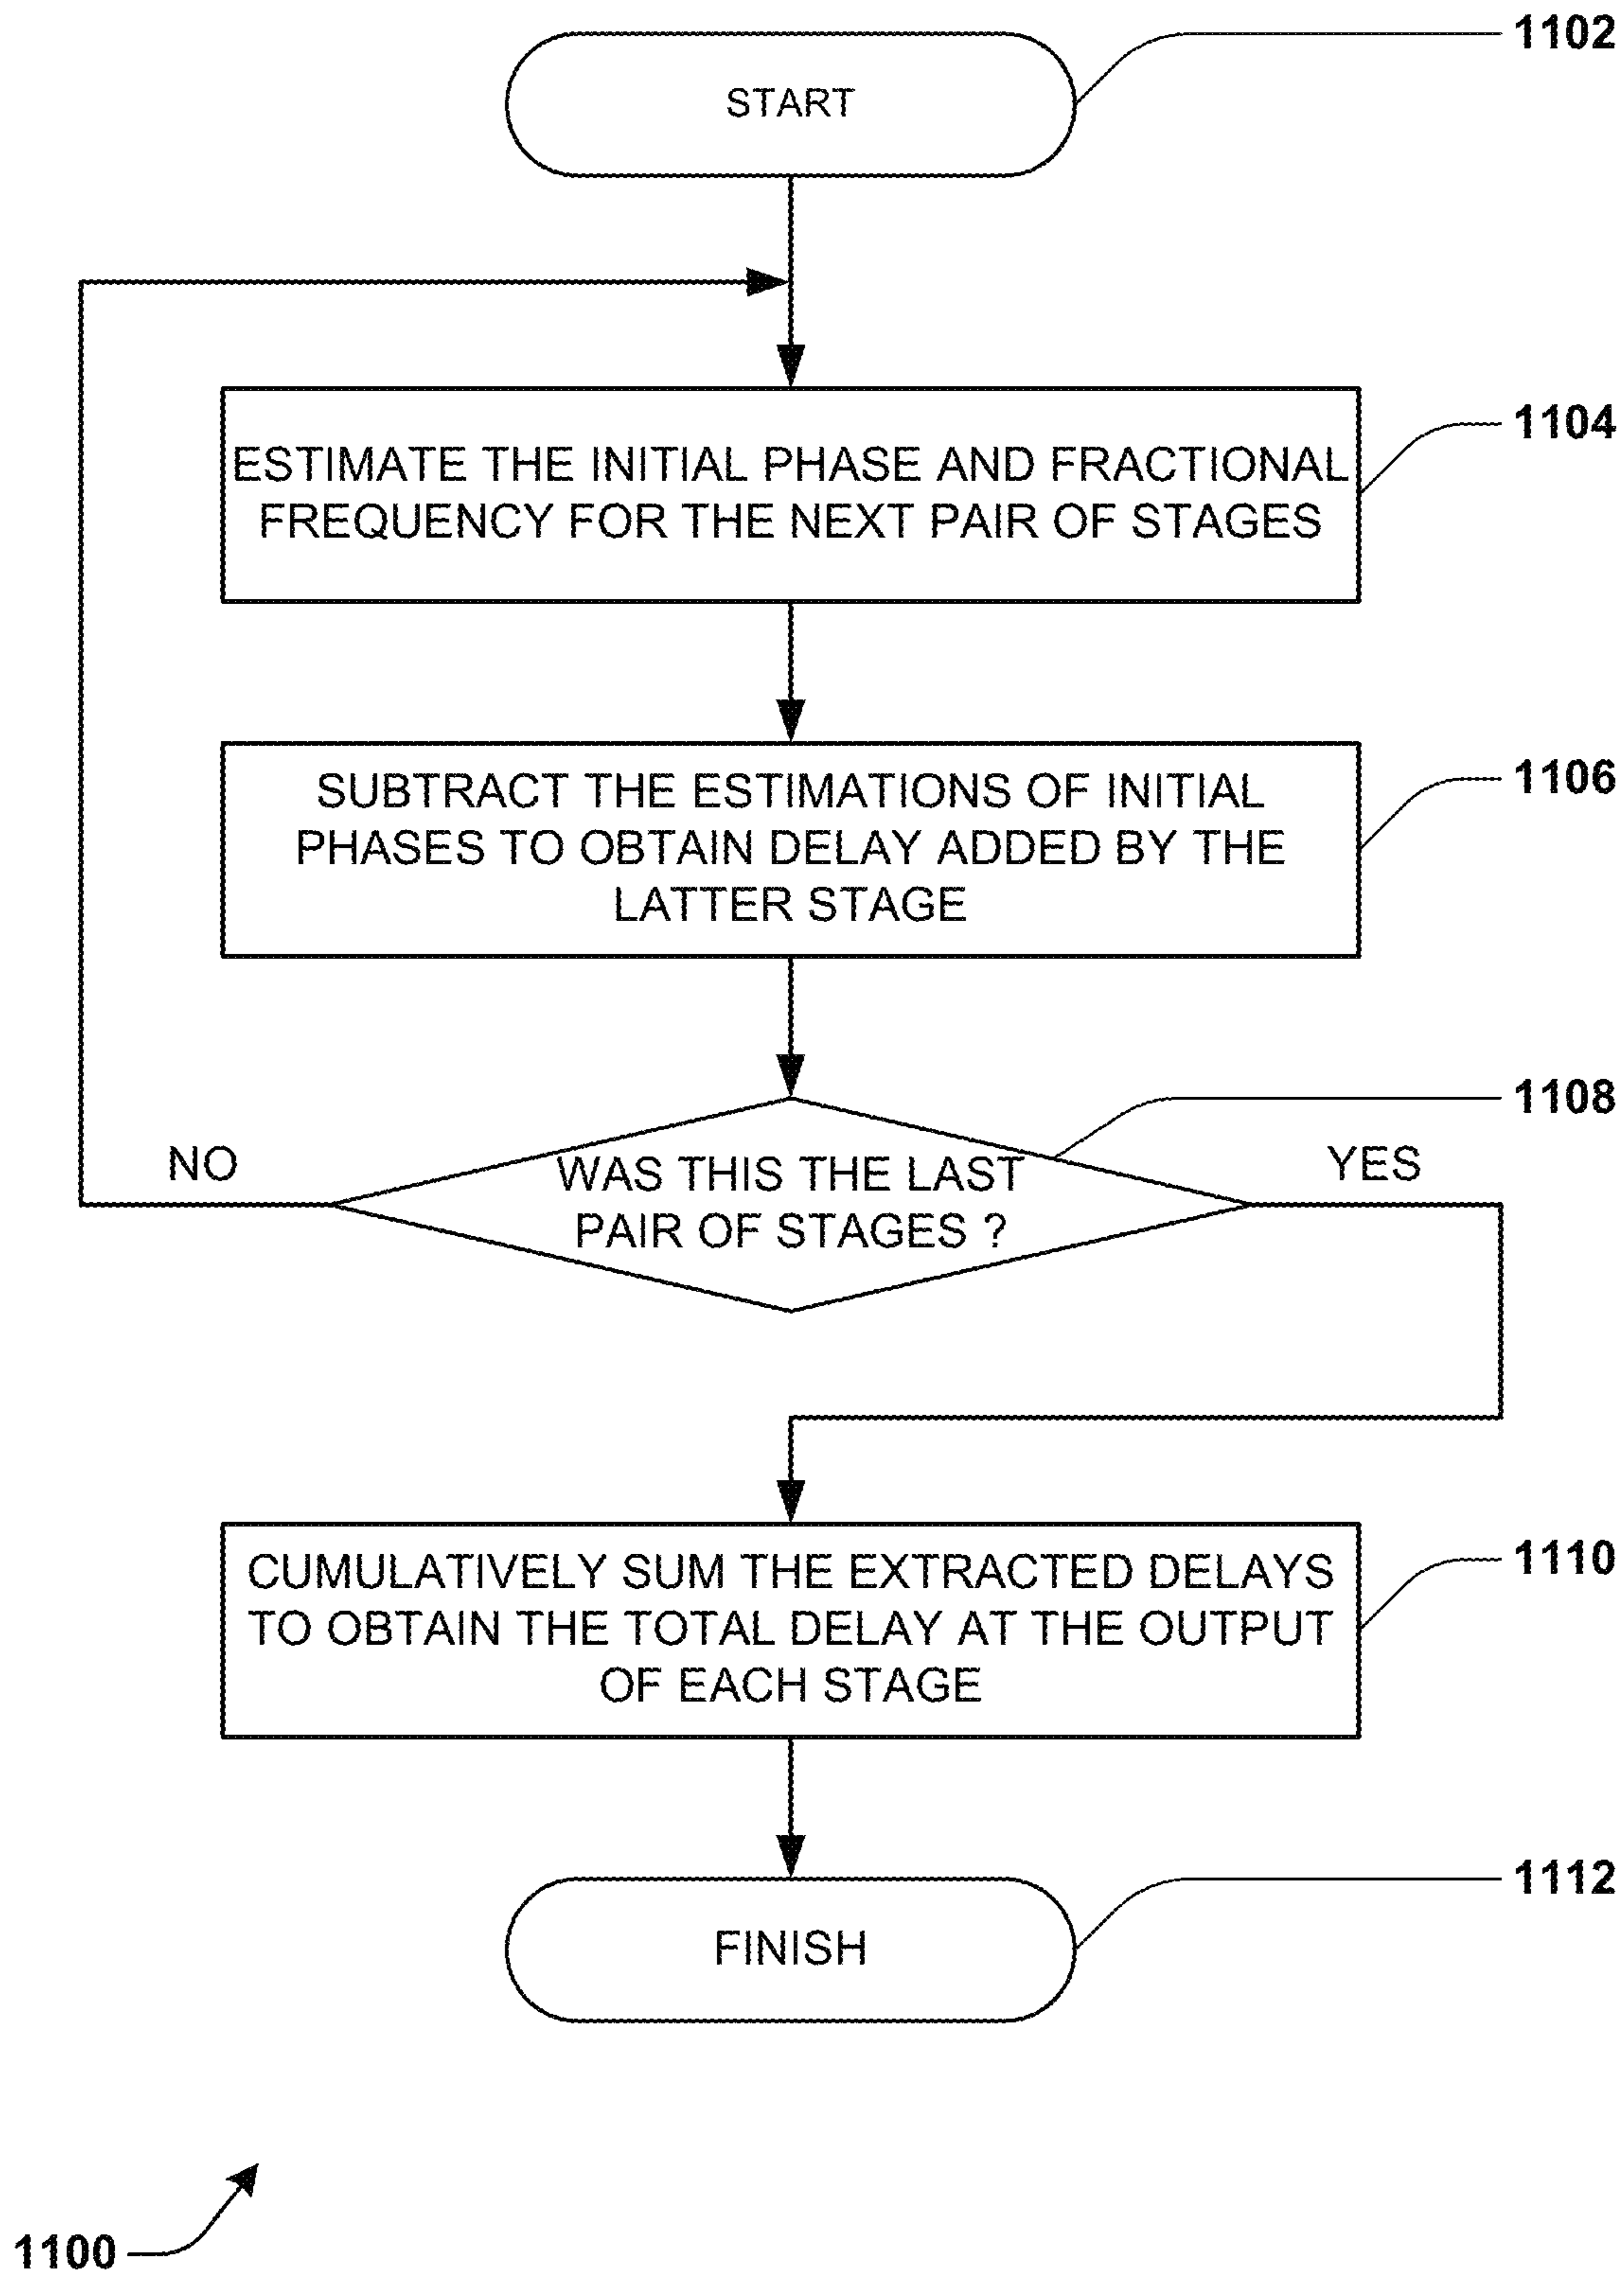 1102
START
1104
ESTIMATE THE INITIAL PHASE AND FRACTIONAL
FREQUENCY FOR THE NEXT PAIR OF STAGES
1106
SUBTRACT THE ESTIMATIONS OF INITIAL
PHASES TO OBTAIN DELAY ADDED BY THE
LATTER STAGE
1108
NO
WAS THIS THE LAST
PAIR OF STAGES ?
YES
1110
CUMULATIVELY SUM THE EXTRACTED DELAYS
TO OBTAIN THE TOTAL DELAY AT THE OUTPUT
OF EACH STAGE
1112
FINISH
1100